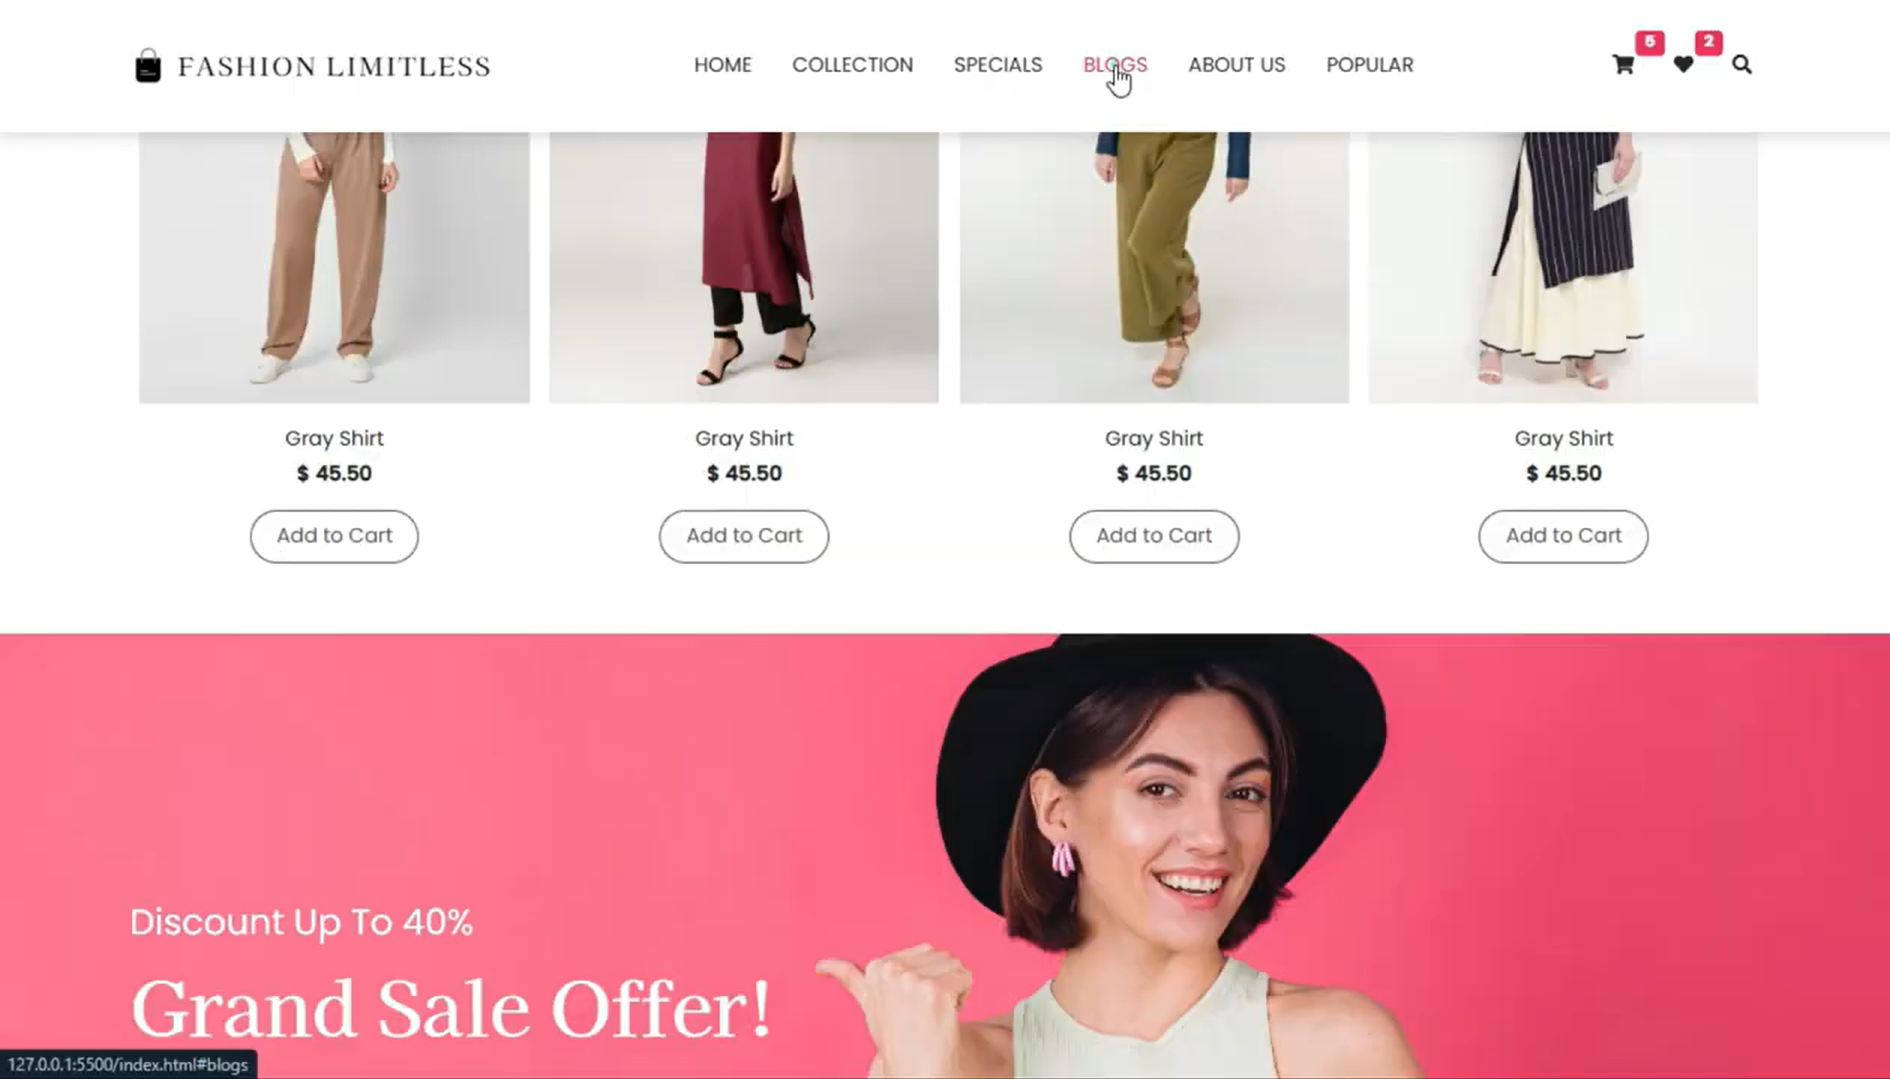 FASHION LIMITLESS
HOME COLLECTION SPECIALS BLOGS ABOUT US POPULAR
5 2
Gray Shirt Gray Shirt Gray Shirt Gray Shirt
$ 45.50 $ 45.50 $ 45.50 $ 45.50
Add to Cart Add to Cart Add to Cart Add to Cart
Discount Up To 40%
Grand Sale Offer!
127.0.0.1:5500/index.html#blogs